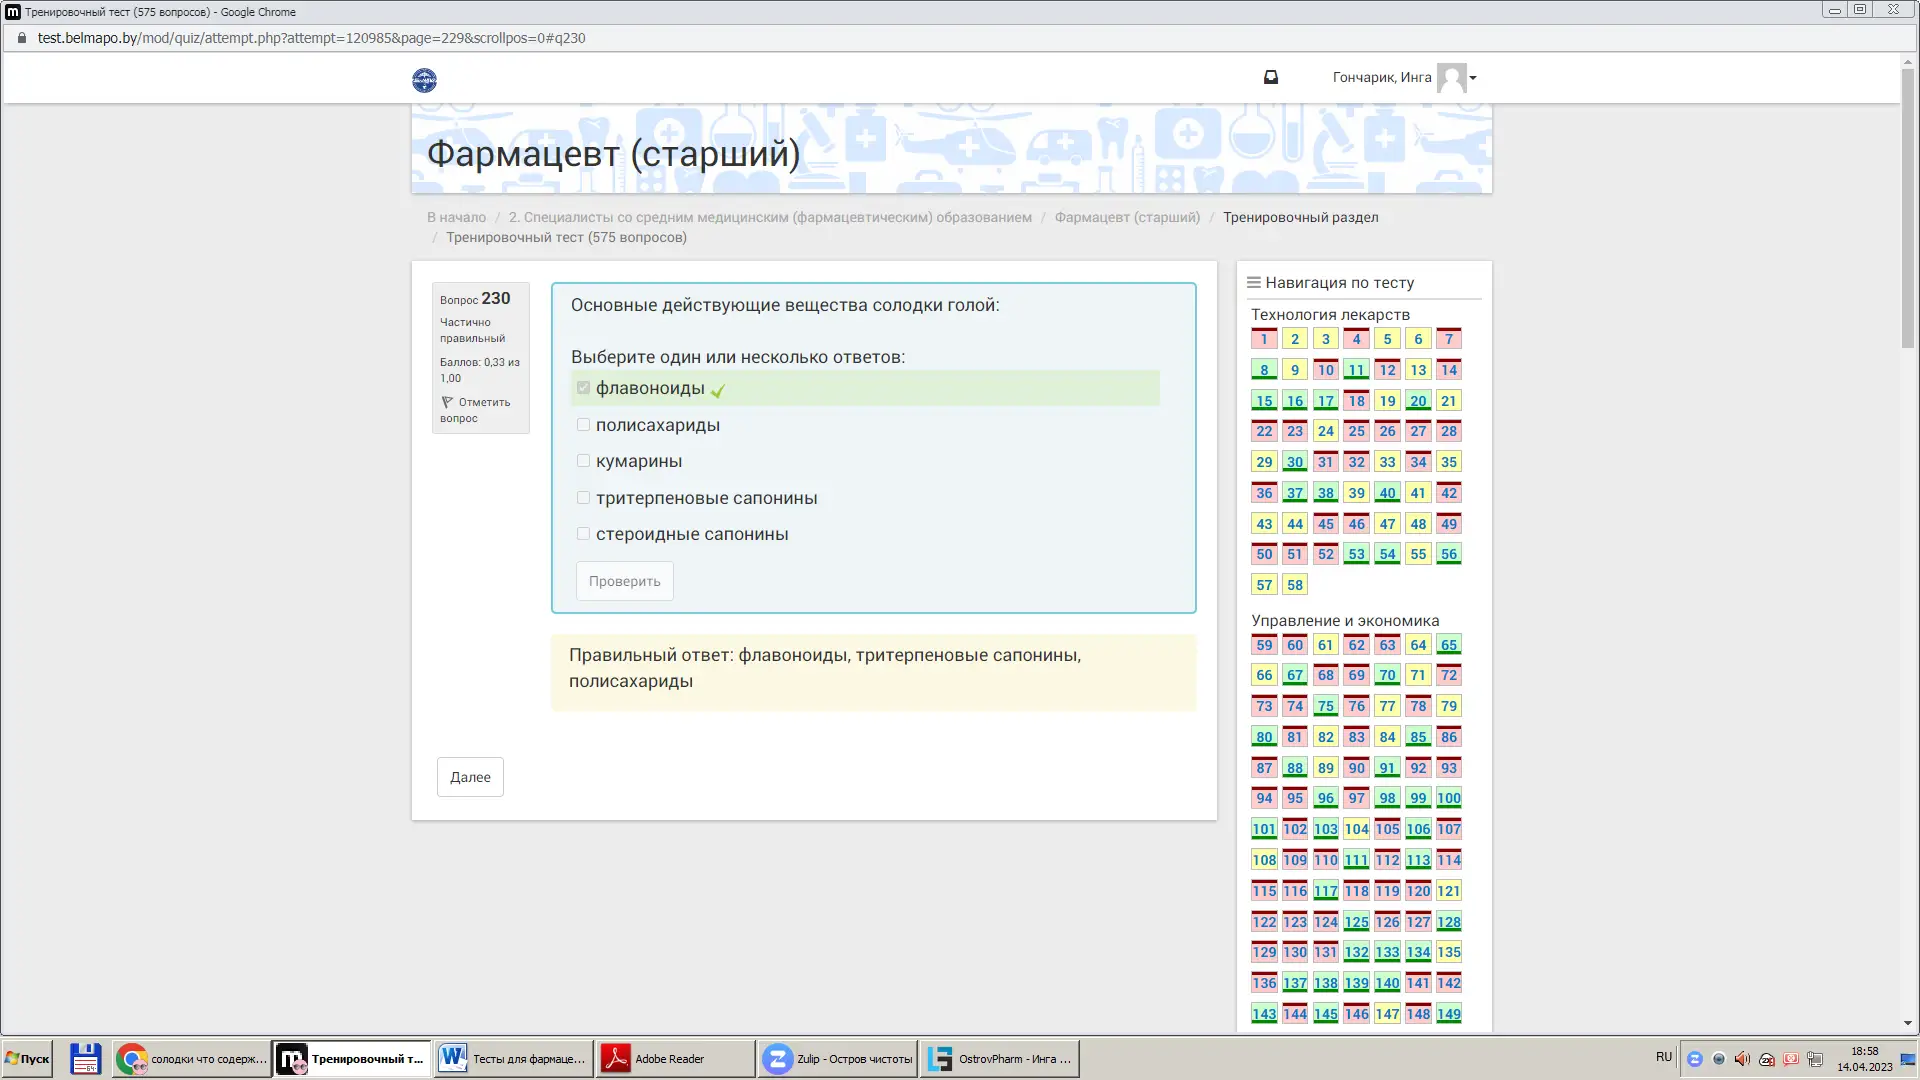 Тренировочный тест (575 вопросов) - Google Chrome
test.belmapo.by/mod/quiz/attempt.php?attempt=120985&page=229&scrollpos=0#q230
Гончарик, Инга
Фармацевт (старший)
В начало / 2. Специалисты со средним медицинским (фармацевтическим) образованием / Фармацевт (старший) / Тренировочный раздел
/ Тренировочный тест (575 вопросов)
Вопрос 230
Частично
правильный
Баллов: 0,33 из
1,00
Отметить
вопрос
Основные действующие вещества солодки голой:
Выберите один или несколько ответов:
флавоноиды
полисахариды
кумарины
тритерпеновые сапонины
стероидные сапонины
Проверить
Правильный ответ: флавоноиды, тритерпеновые сапонины,
полисахариды
Далее
Навигация по тесту
Технология лекарств
1 2 3 4 5 6 7
8 9 10 11 12 13 14
15 16 17 18 19 20 21
22 23 24 25 26 27 28
29 30 31 32 33 34 35
36 37 38 39 40 41 42
43 44 45 46 47 48 49
50 51 52 53 54 55 56
57 58
Управление и экономика
59 60 61 62 63 64 65
66 67 68 69 70 71 72
73 74 75 76 77 78 79
80 81 82 83 84 85 86
87 88 89 90 91 92 93
94 95 96 97 98 99 100
101 102 103 104 105 106 107
108 109 110 111 112 113 114
115 116 117 118 119 120 121
122 123 124 125 126 127 128
129 130 131 132 133 134 135
136 137 138 139 140 141 142
143 144 145 146 147 148 149
Пуск
солодки что содерж...
Тренировочный т...
Тесты для фармаце...
Adobe Reader
Zulip - Остров чистоты
OstrovPharm - Инга ...
RU
18:58
14.04.2023